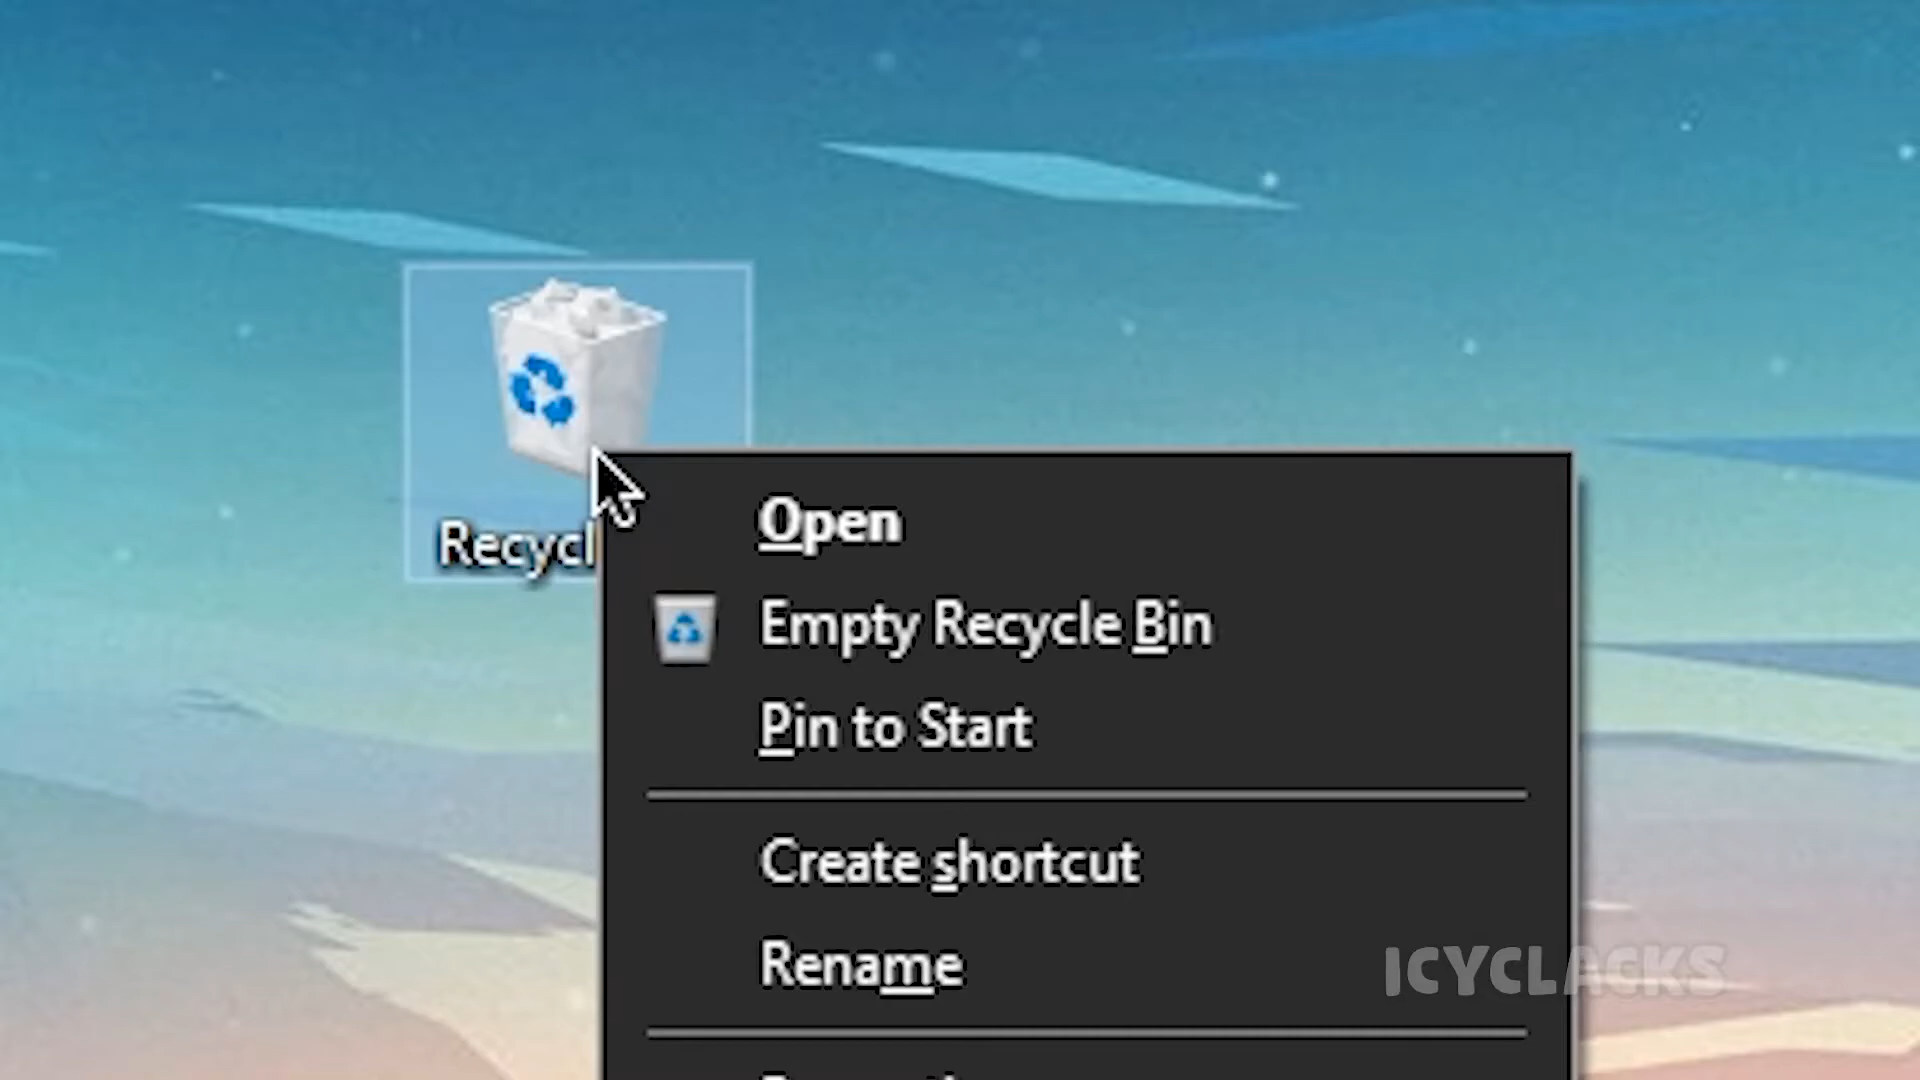 Recycl
Open
Empty Recycle Bin
Pin to Start
Create shortcut
Rename
ICYCLACKS